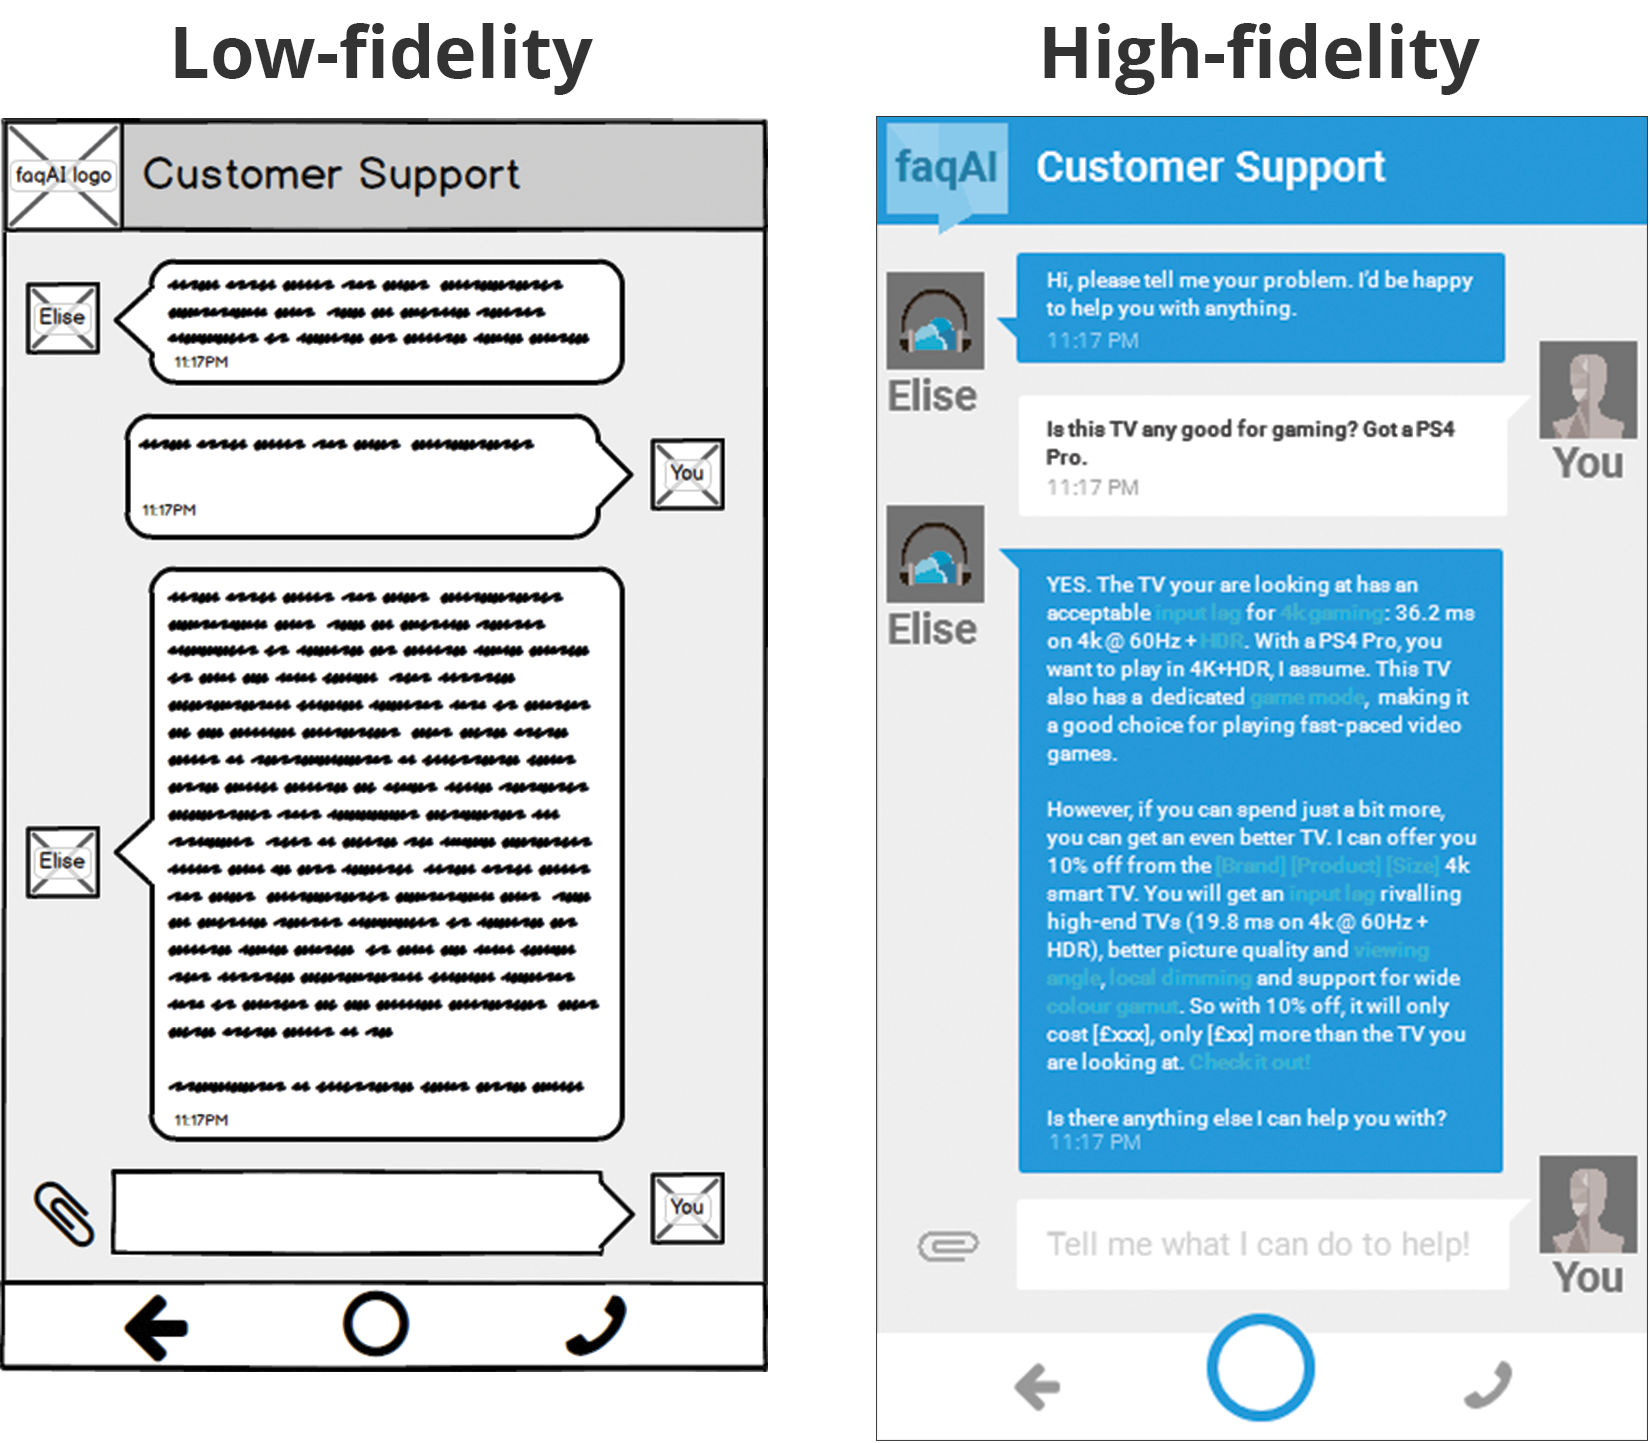 Low-fidelity
faqAI logo
Customer Support
Elise
11:17PM
You
11:17PM
Elise
11:17PM
You
High-fidelity
faqAI
Customer Support
Elise
Hi, please tell me your problem. I'd be happy
to help you with anything.
11:17 PM
You
Is this TV any good for gaming? Got a PS4
Pro.
11:17 PM
Elise
YES. The TV your are looking at has an
acceptable input lag for 4k gaming: 36.2 ms
on 4k @ 60Hz + HDR. With a PS4 Pro, you
want to play in 4K+HDR, I assume. This TV
also has a dedicated game mode, making it
a good choice for playing fast-paced video
games.
However, if you can spend just a bit more,
you can get an even better TV. I can offer you
10% off from the [Brand] [Product] [Size] 4k
smart TV. You will get an input lag rivalling
high-end TVs (19.8 ms on 4k @ 60Hz +
HDR), better picture quality and viewing
angle, local dimming and support for wide
colour gamut. So with 10% off, it will only
cost [£xxx], only [£xx] more than the TV you
are looking at. Check it out!
Is there anything else I can help you with?
11:17 PM
Tell me what I can do to help!
You